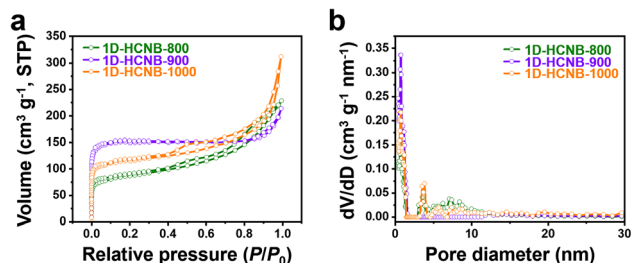 a
1D-HCNB-800
1D-HCNB-900
1D-HCNB-1000
Volume (cm³ g⁻¹, STP)
350
300
250
200
150
100
50
0
0.0 0.2 0.4 0.6 0.8 1.0
Relative pressure (P/P₀)
b
1D-HCNB-800
1D-HCNB-900
1D-HCNB-1000
dV/dD (cm³ g⁻¹ nm⁻¹)
0.35
0.30
0.25
0.20
0.15
0.10
0.05
0.00
0 10 20 30
Pore diameter (nm)